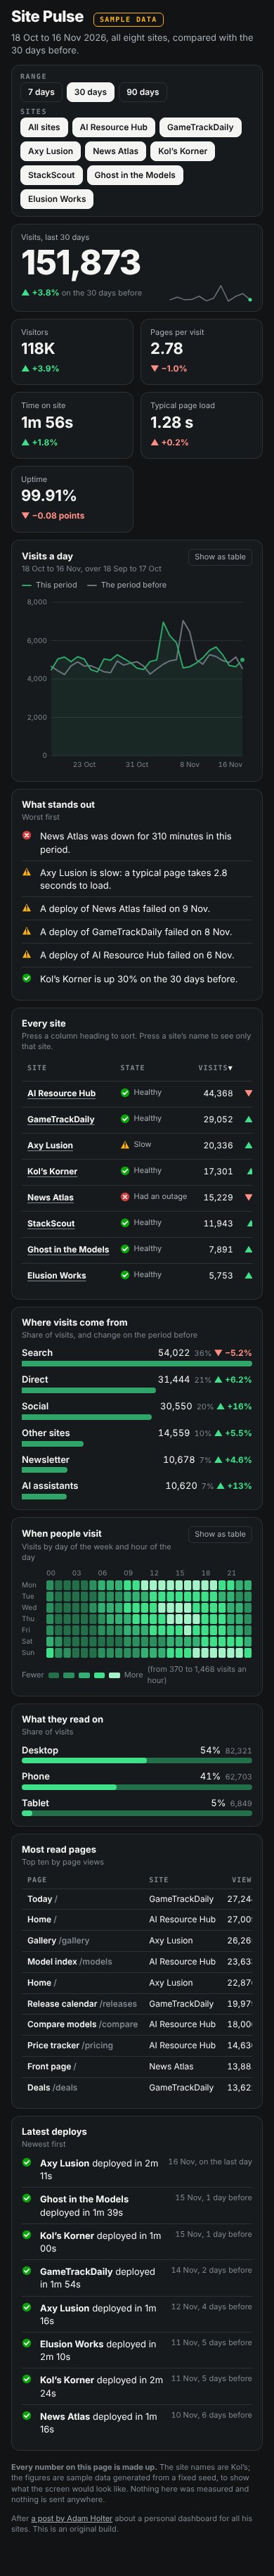 Site Pulse SAMPLE DATA
18 Oct to 16 Nov 2026, all eight sites, compared with the
30 days before.
RANGE
7 days 30 days 90 days
SITES
All sites AI Resource Hub GameTrackDaily
Axy Lusion News Atlas Kol's Korner
StackScout Ghost in the Models
Elusion Works
Visits, last 30 days
151,873
▲ +3.8% on the 30 days before
Visitors
118K
▲ +3.9%
Pages per visit
2.78
▼ −1.0%
Time on site
1m 56s
▲ +1.8%
Typical page load
1.28 s
▲ +0.2%
Uptime
99.91%
▼ −0.08 points
Visits a day
Show as table
18 Oct to 16 Nov, over 18 Sep to 17 Oct
This period The period before
8,000
6,000
4,000
2,000
0
23 Oct 31 Oct 8 Nov 16 Nov
What stands out
Worst first
News Atlas was down for 310 minutes in this
period.
Axy Lusion is slow: a typical page takes 2.8
seconds to load.
A deploy of News Atlas failed on 9 Nov.
A deploy of GameTrackDaily failed on 8 Nov.
A deploy of AI Resource Hub failed on 6 Nov.
Kol's Korner is up 30% on the 30 days before.
Every site
Press a column heading to sort. Press a site's name to see only
that site.
SITE STATE VISITS▼
AI Resource Hub Healthy 44,368 ▼
GameTrackDaily Healthy 29,052 ▲
Axy Lusion Slow 20,336 ▲
Kol's Korner Healthy 17,301 ▲
News Atlas Had an outage 15,229 ▼
StackScout Healthy 11,943 ▲
Ghost in the Models Healthy 7,891 ▲
Elusion Works Healthy 5,753 ▲
Where visits come from
Share of visits, and change on the period before
Search 54,022 36% ▼ −5.2%
Direct 31,444 21% ▲ +6.2%
Social 30,550 20% ▲ +16%
Other sites 14,559 10% ▲ +5.5%
Newsletter 10,678 7% ▲ +4.6%
AI assistants 10,620 7% ▲ +13%
When people visit
Show as table
Visits by day of the week and hour of the
day
00 03 06 09 12 15 18 21
Mon
Tue
Wed
Thu
Fri
Sat
Sun
Fewer More (from 370 to 1,468 visits an
hour)
What they read on
Share of visits
Desktop 54% 82,321
Phone 41% 62,703
Tablet 5% 6,849
Most read pages
Top ten by page views
PAGE SITE VIEW
Today / GameTrackDaily 27,24
Home / AI Resource Hub 27,00
Gallery /gallery Axy Lusion 26,26
Model index /models AI Resource Hub 23,63
Home / Axy Lusion 22,87
Release calendar /releases GameTrackDaily 19,97
Compare models /compare AI Resource Hub 18,00
Price tracker /pricing AI Resource Hub 14,63
Front page / News Atlas 13,88
Deals /deals GameTrackDaily 13,62
Latest deploys
Newest first
Axy Lusion deployed in 2m 16 Nov, on the last day
11s
Ghost in the Models 15 Nov, 1 day before
deployed in 1m 39s
Kol's Korner deployed in 1m 15 Nov, 1 day before
00s
GameTrackDaily deployed 14 Nov, 2 days before
in 1m 54s
Axy Lusion deployed in 1m 12 Nov, 4 days before
16s
Elusion Works deployed in 11 Nov, 5 days before
2m 10s
Kol's Korner deployed in 2m 11 Nov, 5 days before
24s
News Atlas deployed in 1m 10 Nov, 6 days before
16s
Every number on this page is made up. The site names are Kol's;
the figures are sample data generated from a fixed seed, to show
what the screen would look like. Nothing here was measured and
nothing is sent anywhere.
After a post by Adam Holter about a personal dashboard for all his
sites. This is an original build.